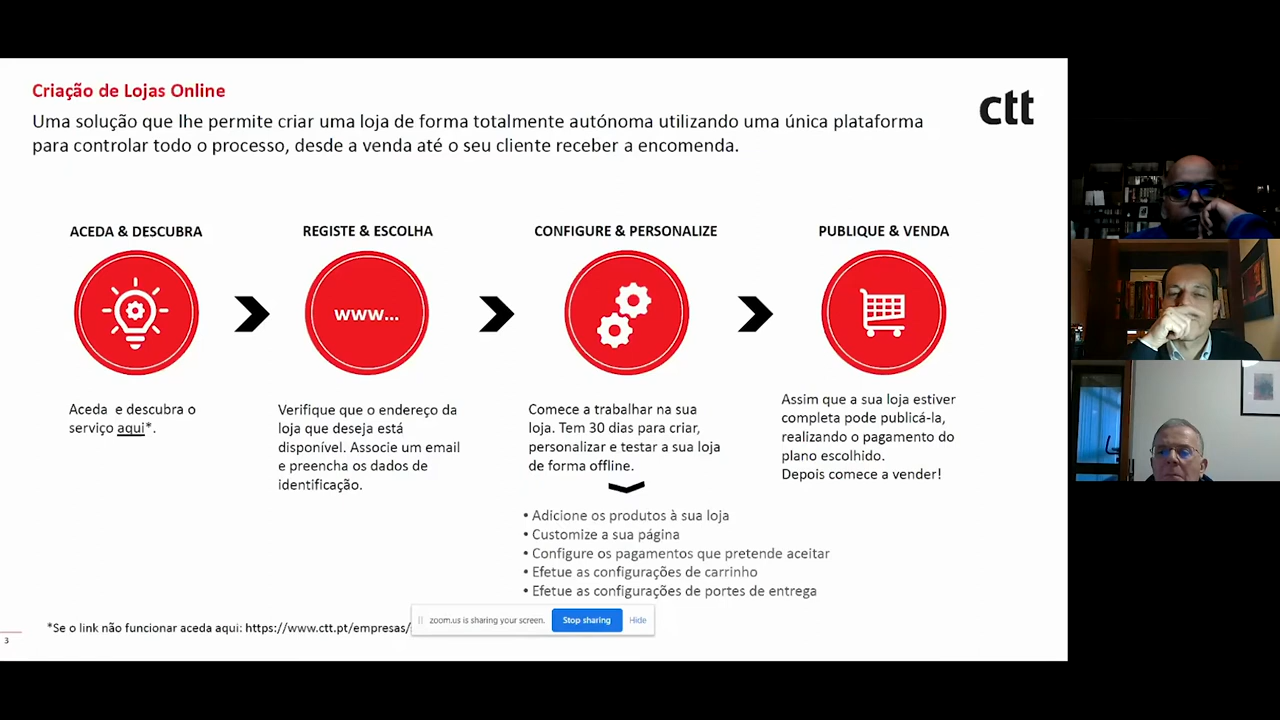 Criação de Lojas Online
ctt
Uma solução que lhe permite criar uma loja de forma totalmente autónoma utilizando uma única plataforma
para controlar todo o processo, desde a venda até o seu cliente receber a encomenda.
ACEDA & DESCUBRA
REGISTE & ESCOLHA
CONFIGURE & PERSONALIZE
PUBLIQUE & VENDA
www...
Aceda e descubra o
serviço aqui*.
Verifique que o endereço da
loja que deseja está
disponível. Associe um email
e preencha os dados de
identificação.
Comece a trabalhar na sua
loja. Tem 30 dias para criar,
personalizar e testar a sua loja
de forma offline.
• Adicione os produtos à sua loja
• Customize a sua página
• Configure os pagamentos que pretende aceitar
• Efetue as configurações de carrinho
• Efetue as configurações de portes de entrega
Assim que a sua loja estiver
completa pode publicá-la,
realizando o pagamento do
plano escolhido.
Depois comece a vender!
zoom.us is sharing your screen.
Stop sharing
Hide
*Se o link não funcionar aceda aqui: https://www.ctt.pt/empresas/
3